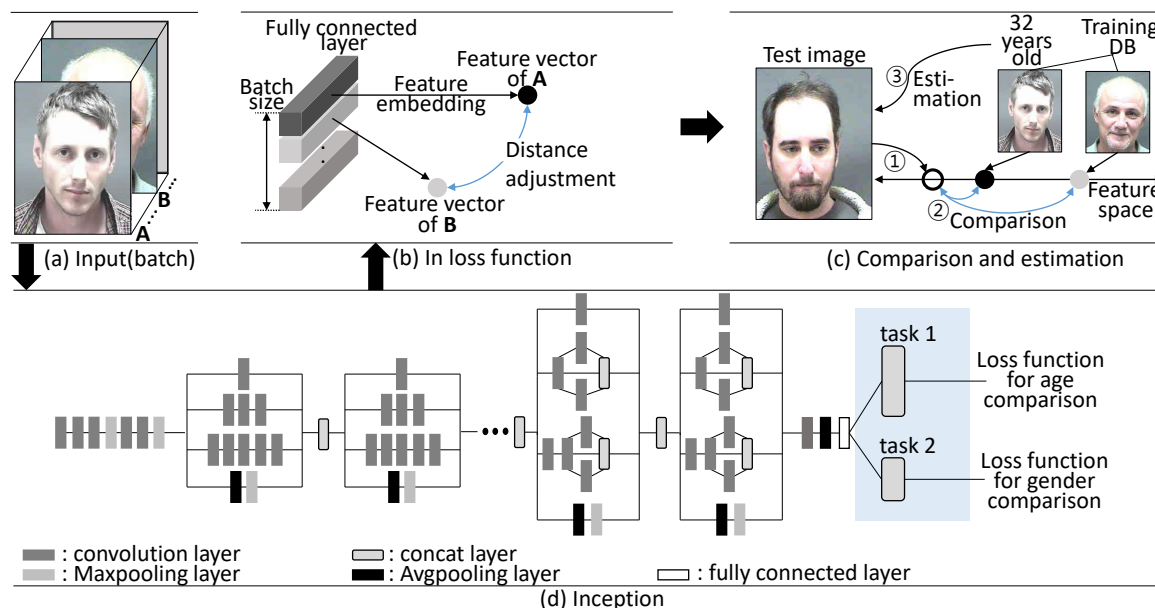 A
B
(a) Input(batch)
Fully connected
layer
Batch
size
Feature
embedding
Feature vector
of A
Distance
adjustment
Feature vector
of B
(b) In loss function
Test image
③
Esti-
mation
32
years
old
Training
DB
①
②
Comparison
Feature
space
(c) Comparison and estimation
task 1
Loss function
for age
comparison
task 2
Loss function
for gender
comparison
: convolution layer
: concat layer
: Maxpooling layer
: Avgpooling layer
: fully connected layer
(d) Inception